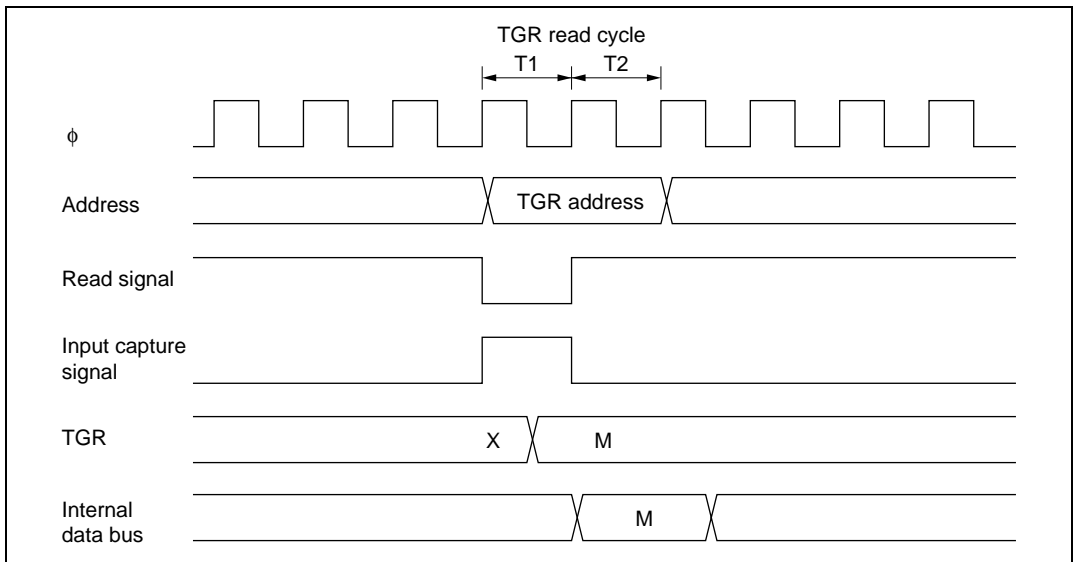 TGR read cycle
T1 T2
ϕ
Address
TGR address
Read signal
Input capture
signal
TGR
X M
Internal
data bus
M